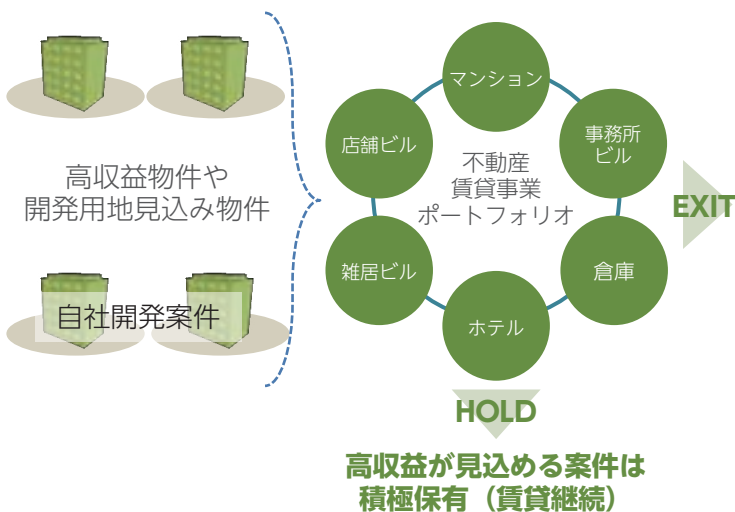 高収益物件や
開発用地見込み物件
自社開発案件
マンション
店舗ビル
事務所
ビル
不動産
賃貸事業
ポートフォリオ
雑居ビル
倉庫
ホテル
EXIT
HOLD
高収益が見込める案件は
積極保有（賃貸継続）